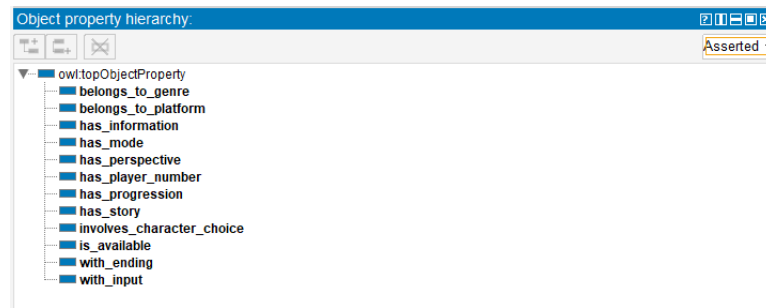 Object property hierarchy:
Asserted
owl:topObjectProperty
belongs_to_genre
belongs_to_platform
has_information
has_mode
has_perspective
has_player_number
has_progression
has_story
involves_character_choice
is_available
with_ending
with_input